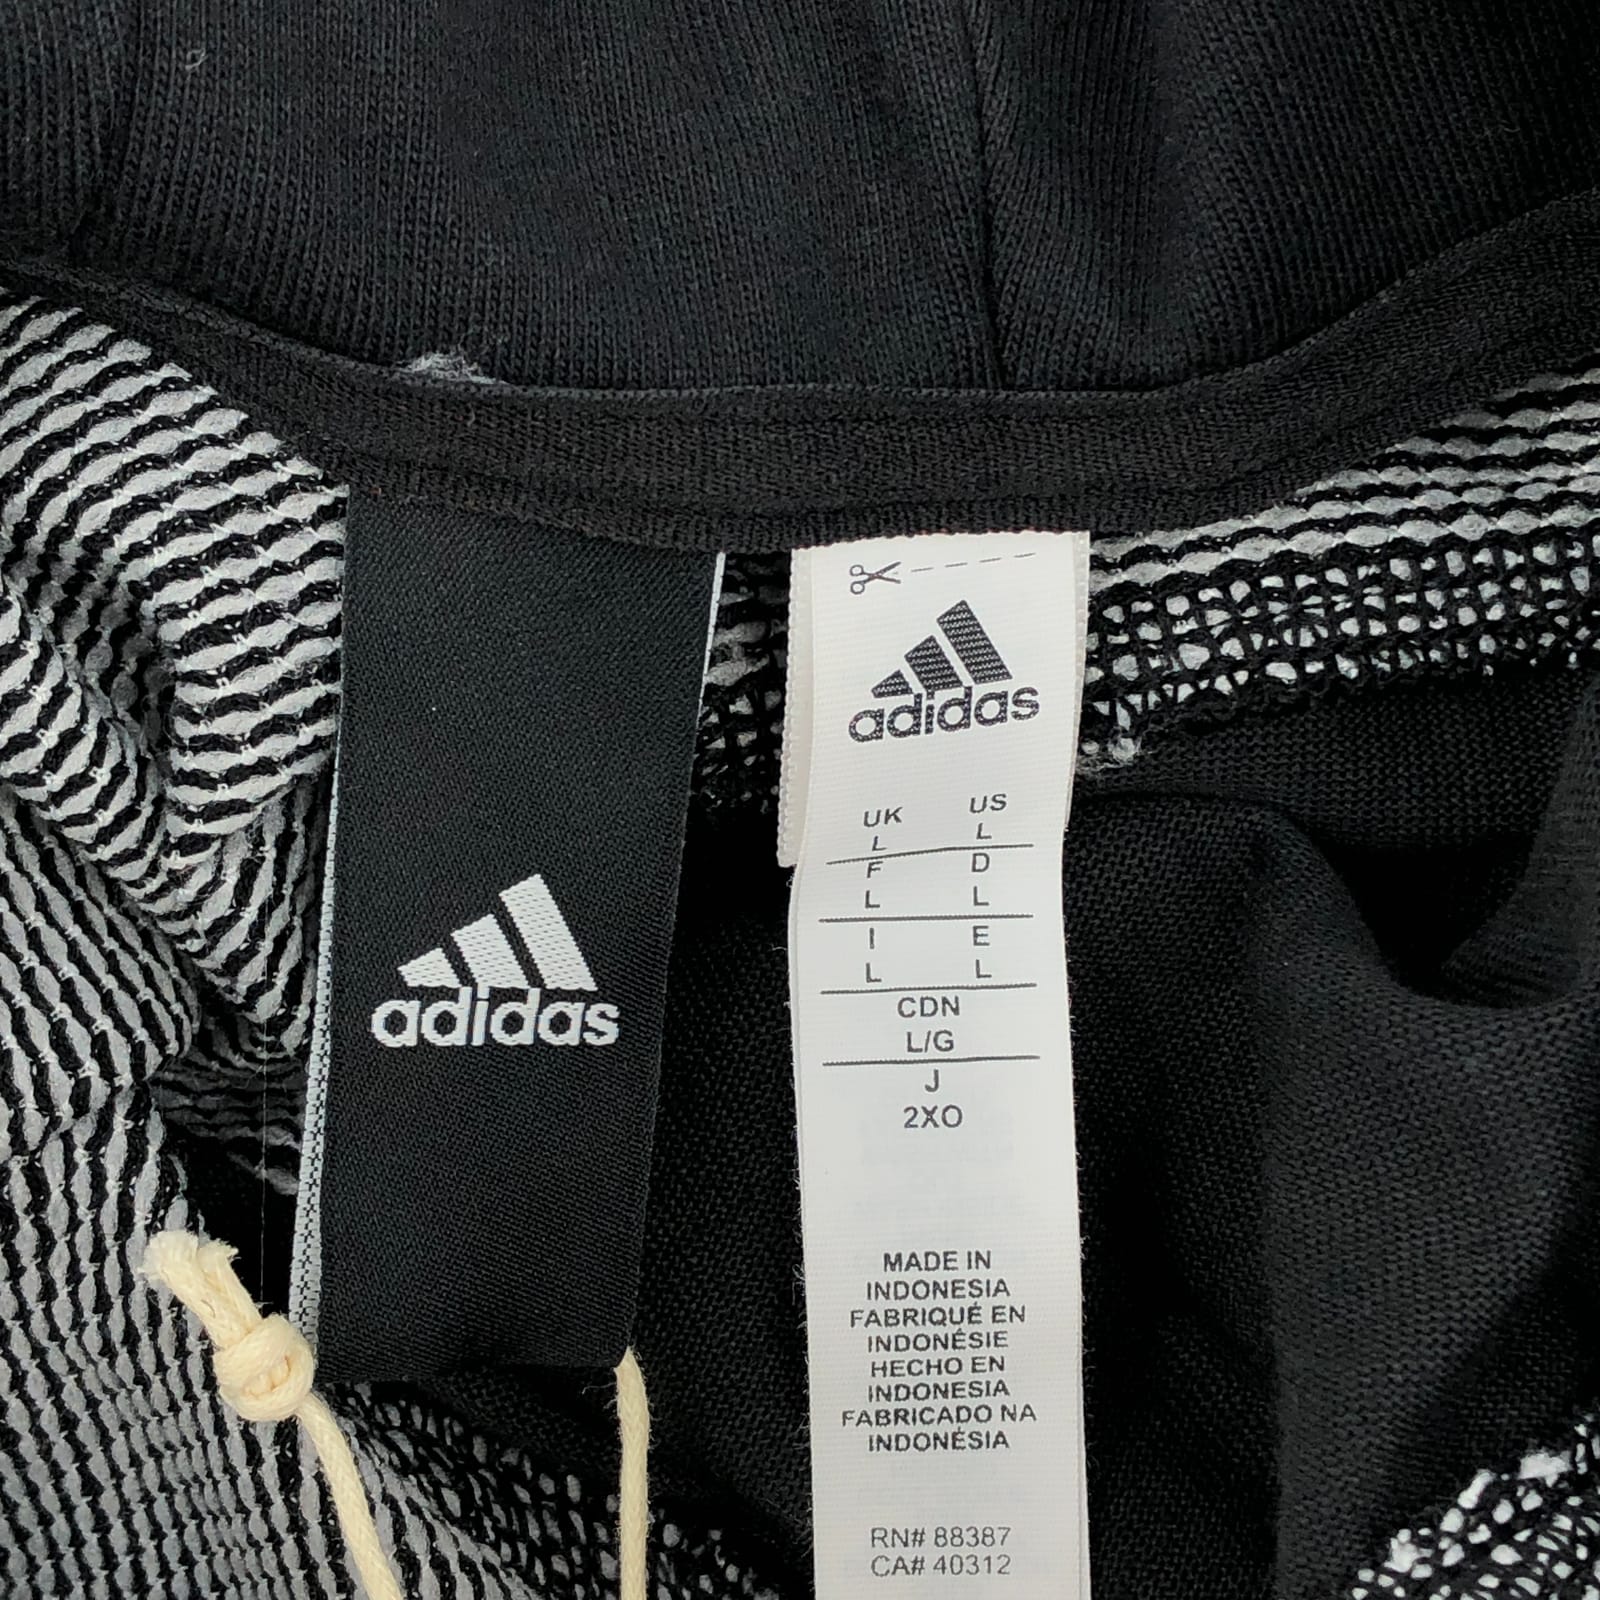 adidas
adidas
UK US
L L
F D
L L
I E
L L
CDN
L/G
J
2XO
MADE IN
INDONESIA
FABRIQUÉ EN
INDONÉSIE
HECHO EN
INDONESIA
FABRICADO NA
INDONÉSIA
RN# 88387
CA# 40312